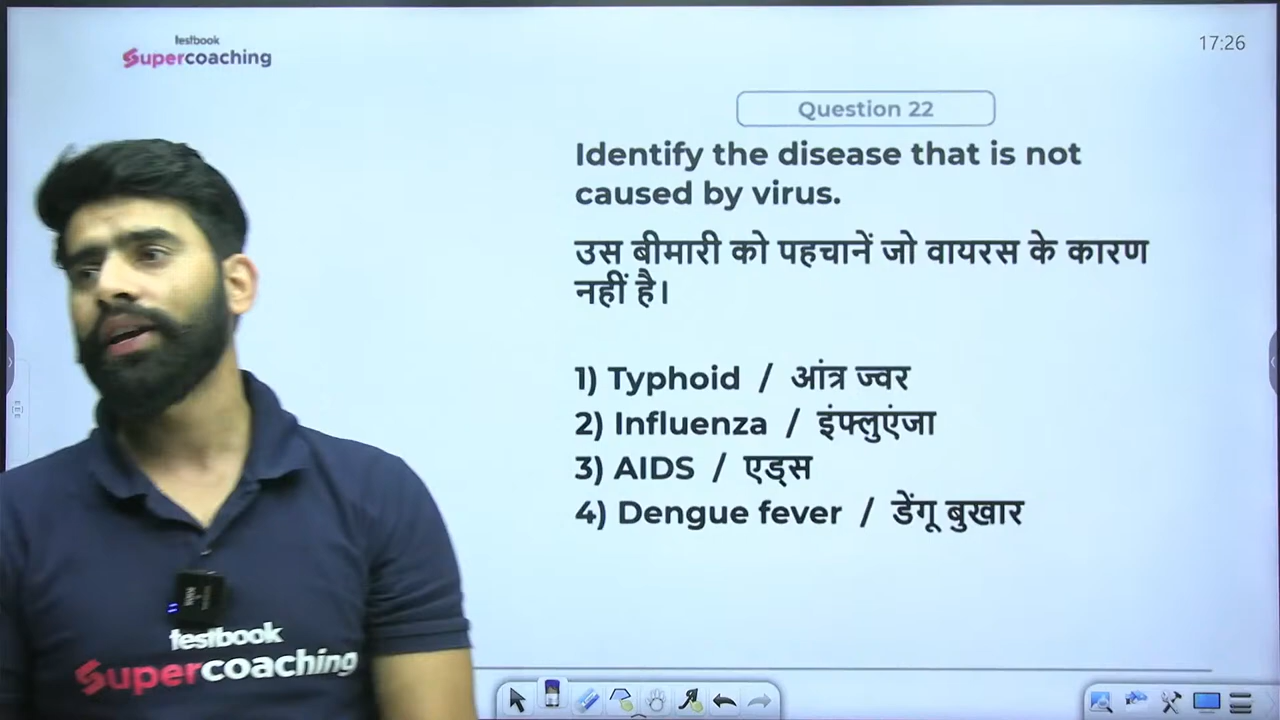 testbook
Supercoaching
17:26
Question 22
Identify the disease that is not
caused by virus.
उस बीमारी को पहचानें जो वायरस के कारण
नहीं है।
1) Typhoid / आंत्र ज्वर
2) Influenza / इंफ्लुएंजा
3) AIDS / एड्स
4) Dengue fever / डेंगू बुखार
testbook
Supercoaching